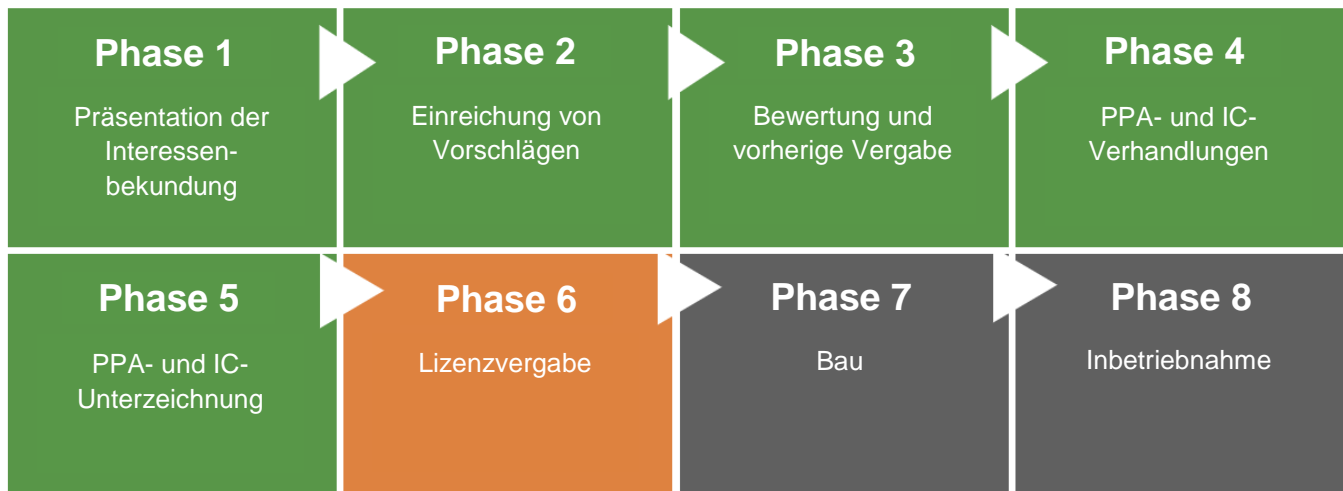 Phase 1
Präsentation der
Interessen-
bekundung
Phase 2
Einreichung von
Vorschlägen
Phase 3
Bewertung und
vorherige Vergabe
Phase 4
PPA- und IC-
Verhandlungen
Phase 5
PPA- und IC-
Unterzeichnung
Phase 6
Lizenzvergabe
Phase 7
Bau
Phase 8
Inbetriebnahme